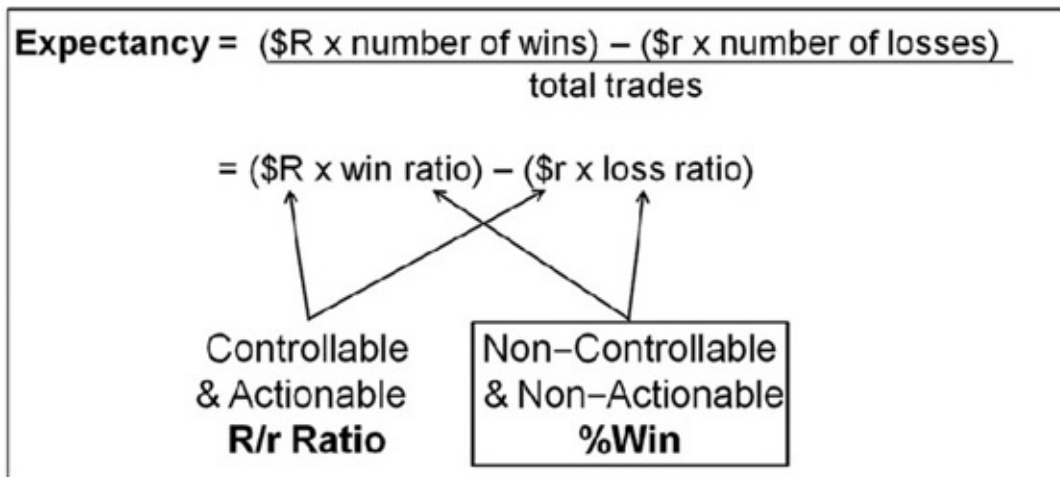 Expectancy = ($R x number of wins) – ($r x number of losses)
total trades
= ($R x win ratio) – ($r x loss ratio)
Controllable
& Actionable
R/r Ratio
Non–Controllable
& Non–Actionable
%Win